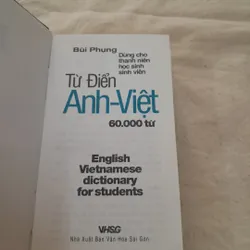 Bùi Phụng
Dùng cho
thanh niên
học sinh
sinh viên
Từ Điển
Anh-Việt
60.000 từ
English
Vietnamese
dictionary
for students
VHSG
Nhà Xuất Bản Văn Hóa Sài Gòn